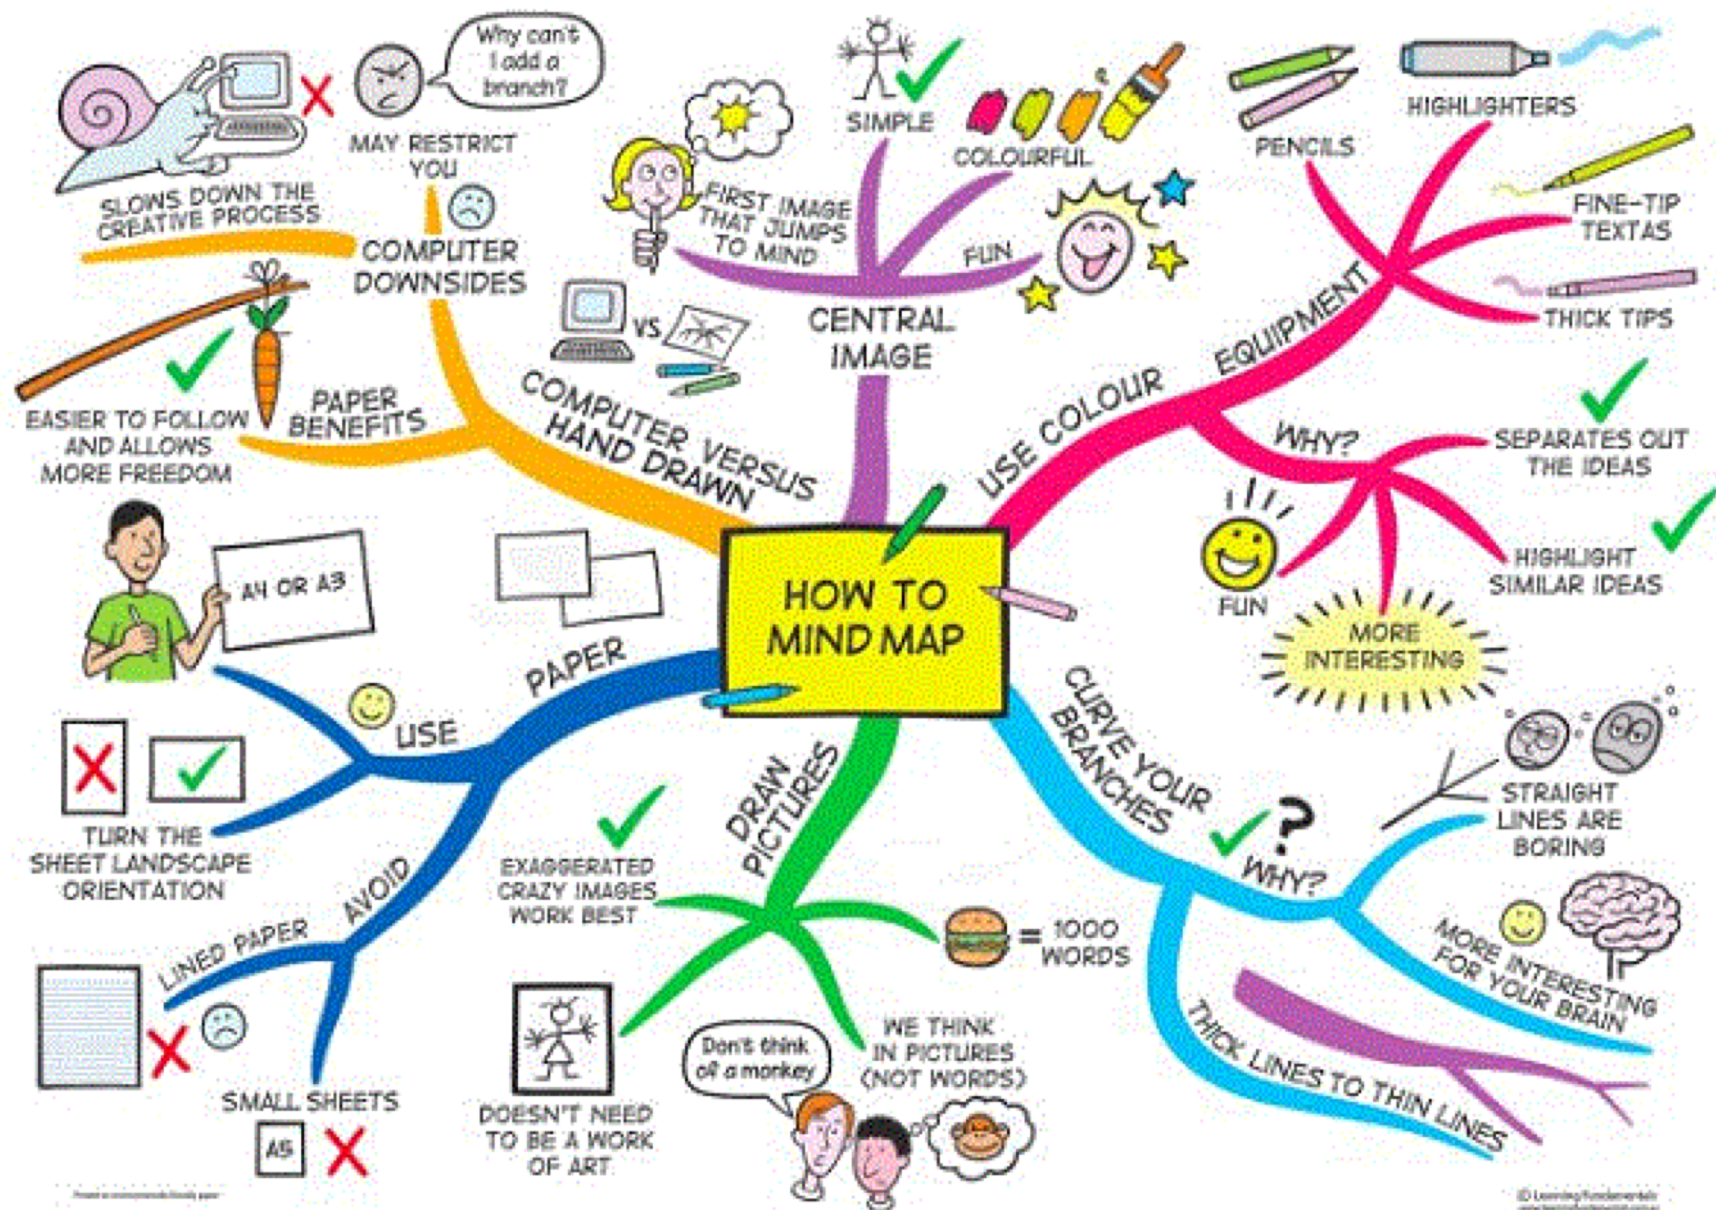 Why can't
I add a
branch?
MAY RESTRICT
YOU
SLOWS DOWN THE
CREATIVE PROCESS
COMPUTER
DOWNSIDES
EASIER TO FOLLOW
AND ALLOWS
MORE FREEDOM
PAPER
BENEFITS
COMPUTER VERSUS
HAND DRAWN
VS
SIMPLE
COLOURFUL
FIRST IMAGE
THAT JUMPS
TO MIND
FUN
CENTRAL
IMAGE
PENCILS
HIGHLIGHTERS
FINE-TIP
TEXTAS
THICK TIPS
EQUIPMENT
USE COLOUR
WHY?
SEPARATES OUT
THE IDEAS
HIGHLIGHT
SIMILAR IDEAS
FUN
MORE
INTERESTING
HOW TO
MIND MAP
A4 OR A3
PAPER
USE
TURN THE
SHEET LANDSCAPE
ORIENTATION
AVOID
LINED PAPER
SMALL SHEETS
A5
DRAW
PICTURES
EXAGGERATED
CRAZY IMAGES
WORK BEST
= 1000
WORDS
DOESN'T NEED
TO BE A WORK
OF ART
Don't think
of a monkey
WE THINK
IN PICTURES
(NOT WORDS)
CURVE YOUR
BRANCHES
?
WHY?
STRAIGHT
LINES ARE
BORING
MORE INTERESTING
FOR YOUR BRAIN
THICK LINES TO THIN LINES
© Learning Fundamentals